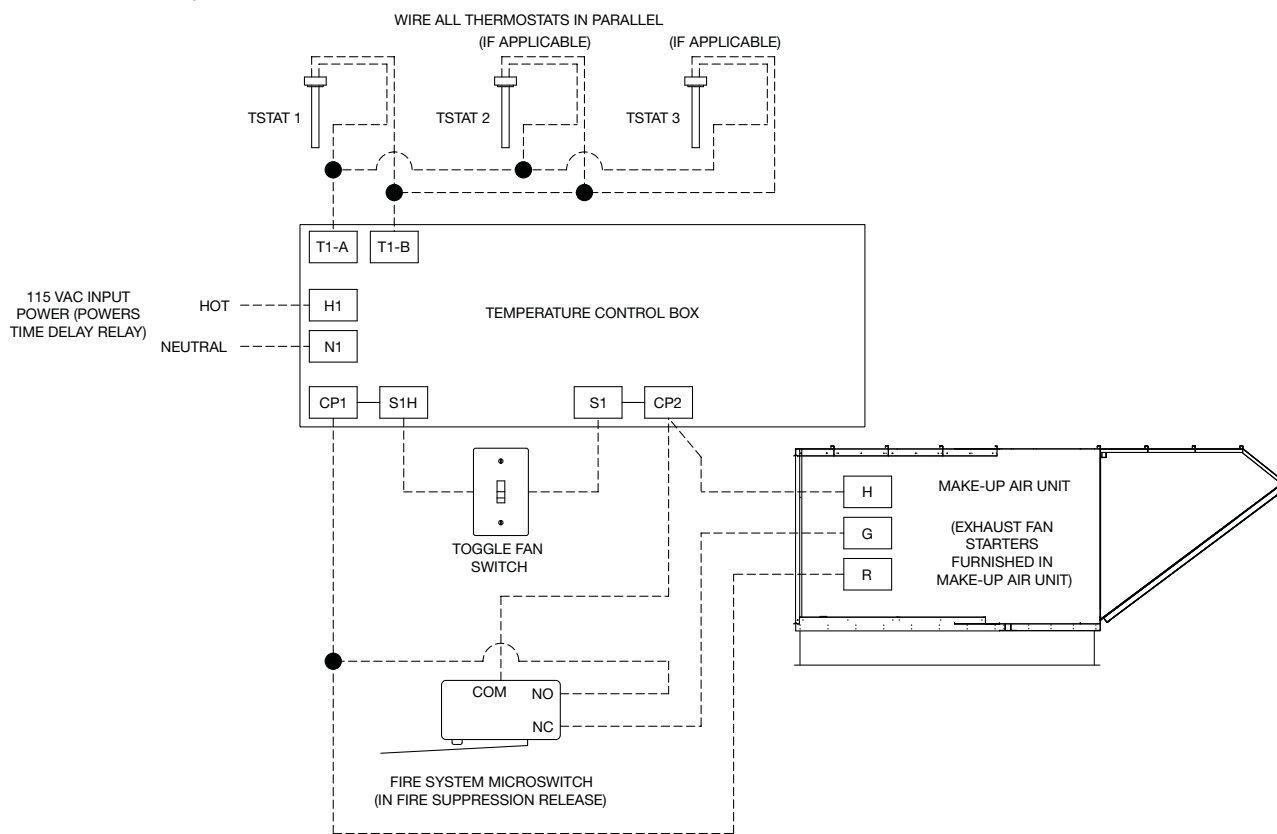 WIRE ALL THERMOSTATS IN PARALLEL
(IF APPLICABLE)
(IF APPLICABLE)
TSTAT 1
TSTAT 2
TSTAT 3
T1-A
T1-B
115 VAC INPUT
POWER (POWERS
TIME DELAY RELAY)
HOT
H1
NEUTRAL
N1
TEMPERATURE CONTROL BOX
CP1
S1H
S1
CP2
TOGGLE FAN
SWITCH
H
G
R
MAKE-UP AIR UNIT
(EXHAUST FAN
STARTERS
FURNISHED IN
MAKE-UP AIR UNIT)
COM
NO
NC
FIRE SYSTEM MICROSWITCH
(IN FIRE SUPPRESSION RELEASE)